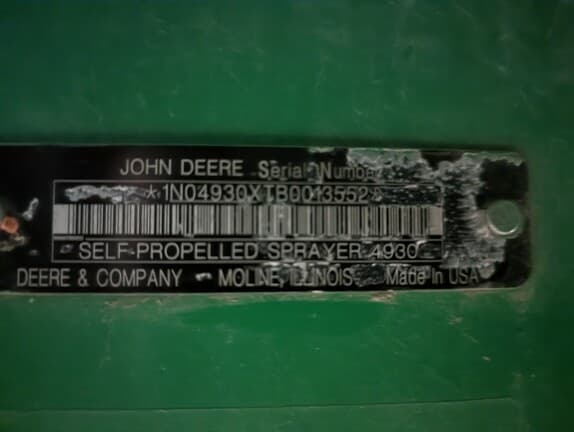 JOHN DEERE Serial Number
*1N04930XTB0013552*
SELF-PROPELLED SPRAYER 4930
DEERE & COMPANY MOLINE, ILLINOIS Made In USA